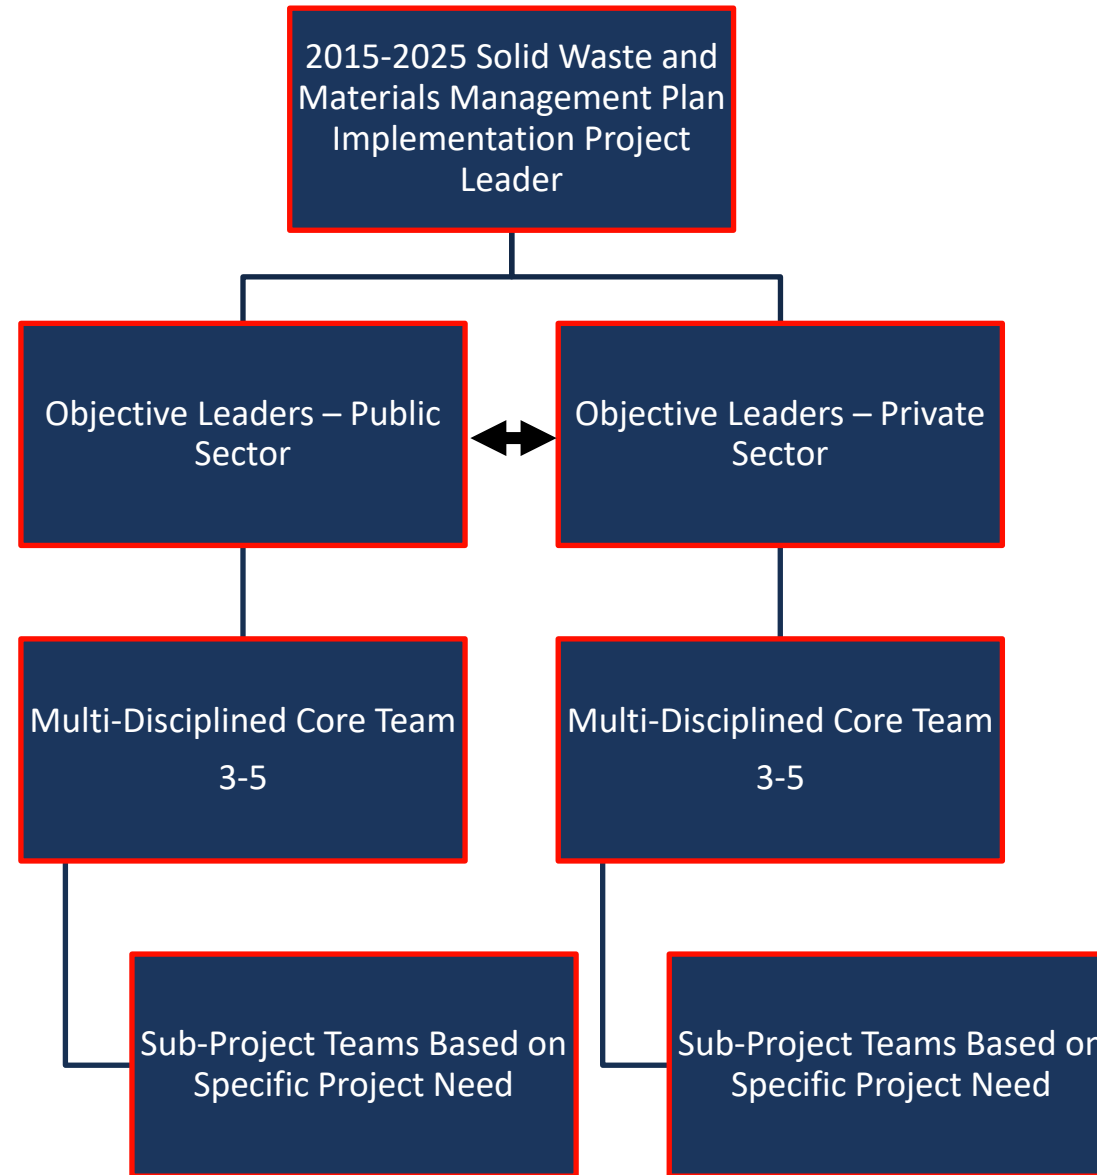 2015-2025 Solid Waste and
Materials Management Plan
Implementation Project
Leader
Objective Leaders – Public
Sector
Objective Leaders – Private
Sector
Multi-Disciplined Core Team
3-5
Multi-Disciplined Core Team
3-5
Sub-Project Teams Based on
Specific Project Need
Sub-Project Teams Based on
Specific Project Need